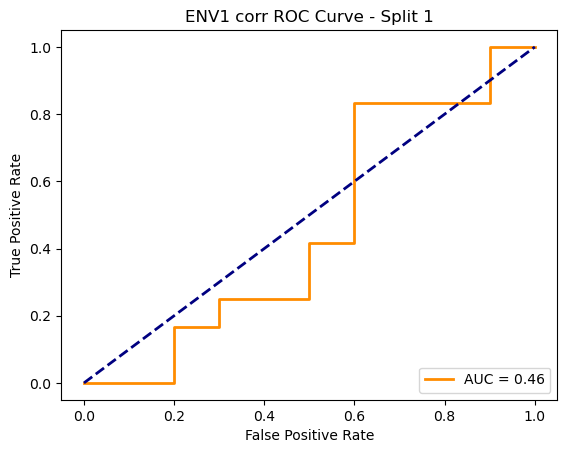 ENV1 corr ROC Curve - Split 1
1.0
0.8
0.6
0.4
0.2
0.0
True Positive Rate
AUC = 0.46
0.0 0.2 0.4 0.6 0.8 1.0
False Positive Rate